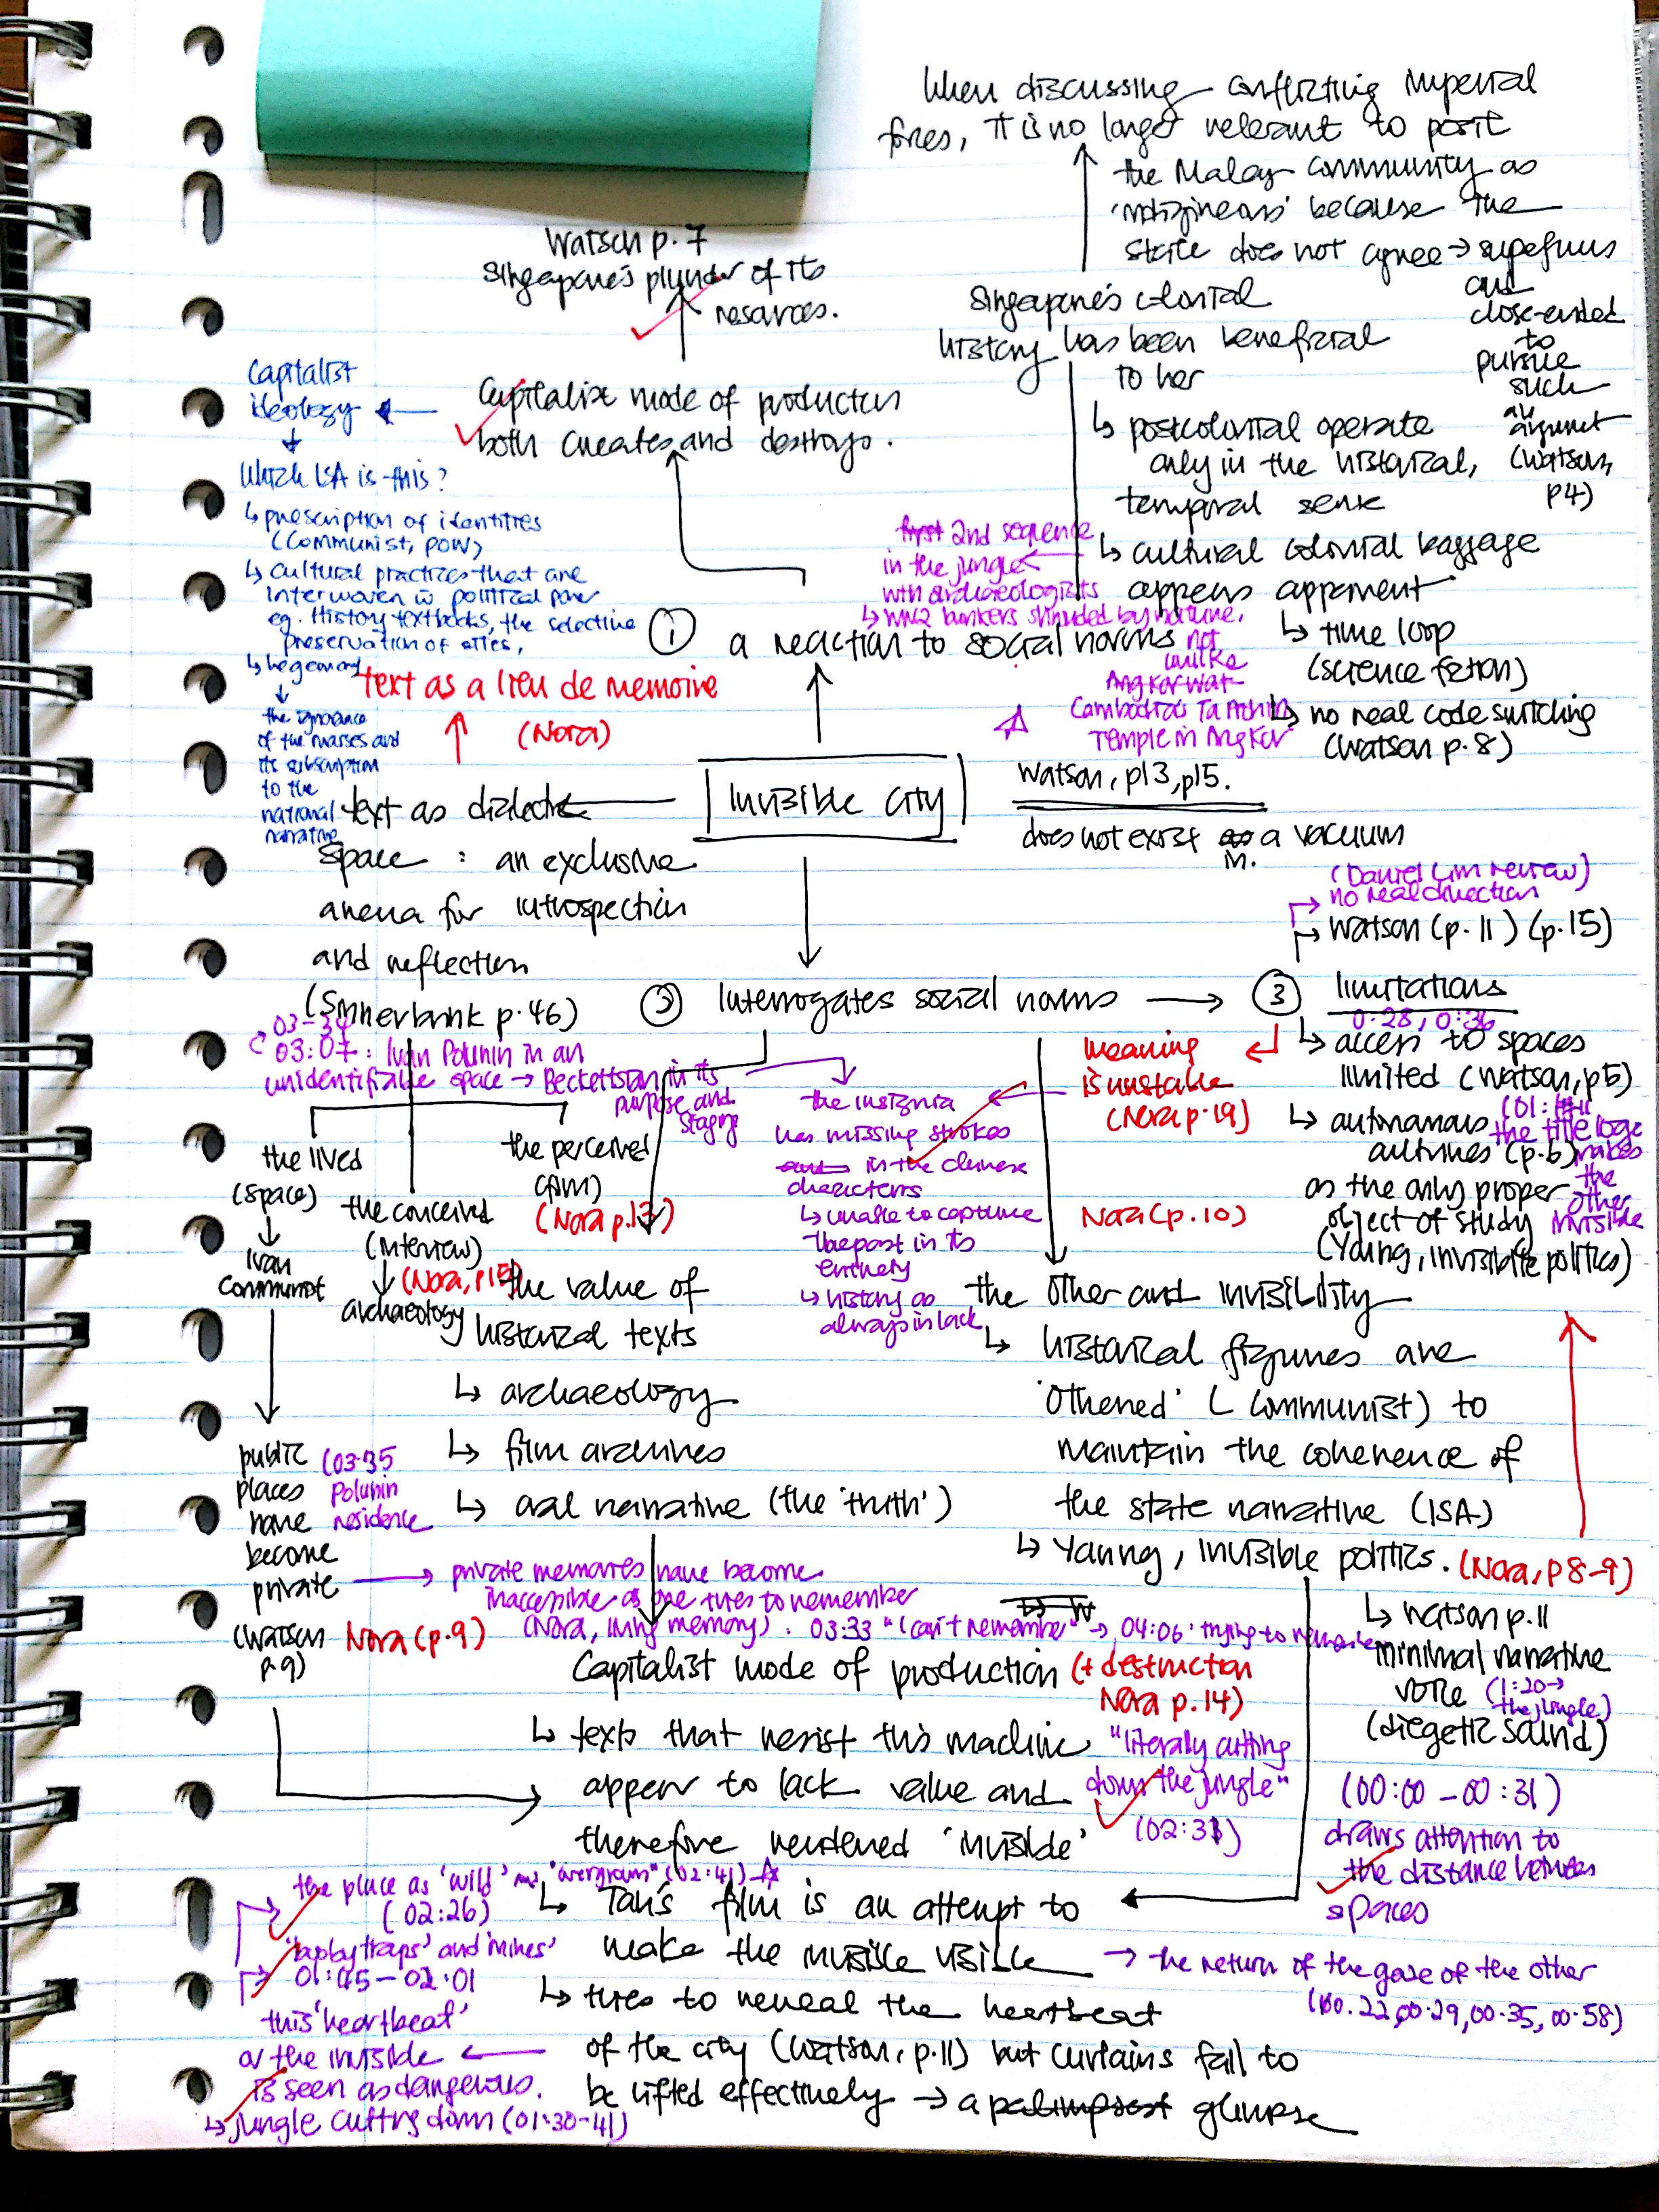 When discussing conflicting imperial
forces, it is no longer relevant to posit
the Malay community as
'indigineous' because the
state does not agree → superfluous
and
close-ended
to
pursue
such
an
argument
(Watson,
p4)
Watson p. 7
Singapore's plunder of its
resources.
Singapore's colonial
history has been beneficial
to her
↳ postcolonial operate
only in the historical,
temporal sense
↳ cultural colonial baggage
appears apparent
↳ time loop
(science fiction)
↳ no real code switching
(Watson p. 8)
Capitalist mode of production
both creates and destroys.
Capitalist
ideology
Which ISA is this?
↳ prescription of identities
(Communist, POW)
↳ cultural practices that are
interwoven w political power
eg. History textbooks, the selective
preservation of sites,
↳ hegemony
the ignorance
of the masses and
its subscription
to the
national
narrative
first 2nd sequence
in the jungle
with archaeologists
↳ WW2 bunkers shrouded by nature,
not
unlike
Angkor Wat
Cambodia's Ta Prohm
Temple in Angkor
① a reaction to social norms
text as a lieu de memoire
(Nora)
Invisible City
Watson, p13, p15.
does not exist as a vacuum
in.
text as dialectic
space : an exclusive
arena for introspection
and reflection
(Sinnerbrink p. 46)
(Daniel Lim review)
no real direction
Watson (p. 11) (p. 15)
② Interrogates social norms → ③ limitations
0:28, 0:36
↳ access to spaces
limited (Watson, p5)
↳ autonomous
cultures (p. 6)
as the only proper
object of study
(Young, invisible politics)
the title logo
makes
the
other
invisible
03-34
03:07 : Ivan Polunin in an
unidentifiable space → Beckettsian in its
purpose and
staging
meaning
is unstable
(Nora p. 19)
Nora (p. 10)
the insignia
has missing strokes
in the chinese
characters
↳ unable to capture
the past in its
entirety
↳ history as
always in lack
the lived
(space)
↓
Ivan
Communist
the conceived
(interview)
↓ (Nora, p15)
archaeology
the perceived
(film)
(Nora p. 13)
the value of
historical texts
↳ archaeology
↳ film archives
↳ oral narrative (the 'truth')
the other and invisibility
↳ historical figures are
'othered' (communist) to
maintain the coherence of
the state narrative (ISA)
↳ Young, invisible politics. (Nora, p8-9)
↳ Watson p. 11
minimal narrative
voice (1:20→
the jungle)
(diegetic sound)
public
places
have
become
private
(Watson
p. 9)
Nora (p. 9)
(03:35
Polunin
residence
→ private memories have become
inaccessible as one tries to remember
(Nora, living memory). 03:33 "I can't remember" → 04:06: trying to remember
Capitalist mode of production (+ destruction
Nora p. 14)
↳ texts that resist this machine
appear to lack value and
therefore rendered 'invisible'
"literally cutting
down the jungle"
(02:31)
(00:00 - 00:31)
draws attention to
the distance between
spaces
the place as 'wild' and "overgrown" (02:41)
(02:26)
'booby traps' and 'mines'
01:45 - 02:01
this 'heartbeat'
of the invisible
is seen as dangerous.
↳ jungle cutting down (01:30-41)
↳ Tan's film is an attempt to
make the invisible visible → the return of the gaze of the other
(00.22, 00.29, 00.35, 00.58)
↳ tries to reveal the heartbeat
of the city (Watson, p. 11) but curtains fail to
be lifted effectively → a palimpsest glimpse